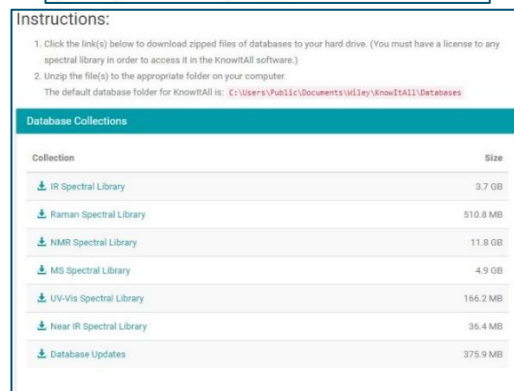 Instructions:
1. Click the link(s) below to download zipped files of databases to your hard drive. (You must have a license to any
spectral library in order to access it in the KnowItAll software.)
2. Unzip the file(s) to the appropriate folder on your computer.
The default database folder for KnowItAll is: C:\Users\Public\Documents\Wiley\KnowItAll\Databases
Database Collections
Collection Size
IR Spectral Library 3.7 GB
Raman Spectral Library 510.8 MB
NMR Spectral Library 11.8 GB
MS Spectral Library 4.9 GB
UV-Vis Spectral Library 166.2 MB
Near IR Spectral Library 36.4 MB
Database Updates 375.9 MB